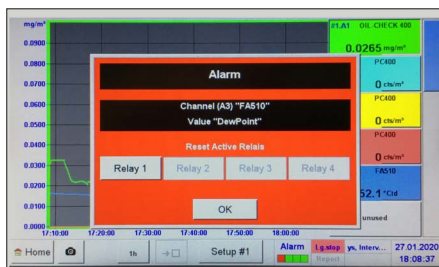 mg/m³
0.0900
0.0800
0.0700
0.0600
0.0500
0.0400
0.0300
0.0200
0.0100
0.0000
17:10:00 17:20:00 17:30:00 17:40:00 17:50:00 18:00:00
#1.A1 OIL-CHECK 400
0.0265 mg/m³
PC400
0 cts/m³
PC400
0 cts/m³
PC400
0 cts/m³
FA510
52.1 °Ctd
unused
Alarm
Channel (A3) "FA510"
Value "DewPoint"
Reset Active Relais
Relay 1 Relay 2 Relay 3 Relay 4
OK
Home 1h Setup #1 Alarm Lg.stop ys, Interv... 27.01.2020
Report 18:08:37